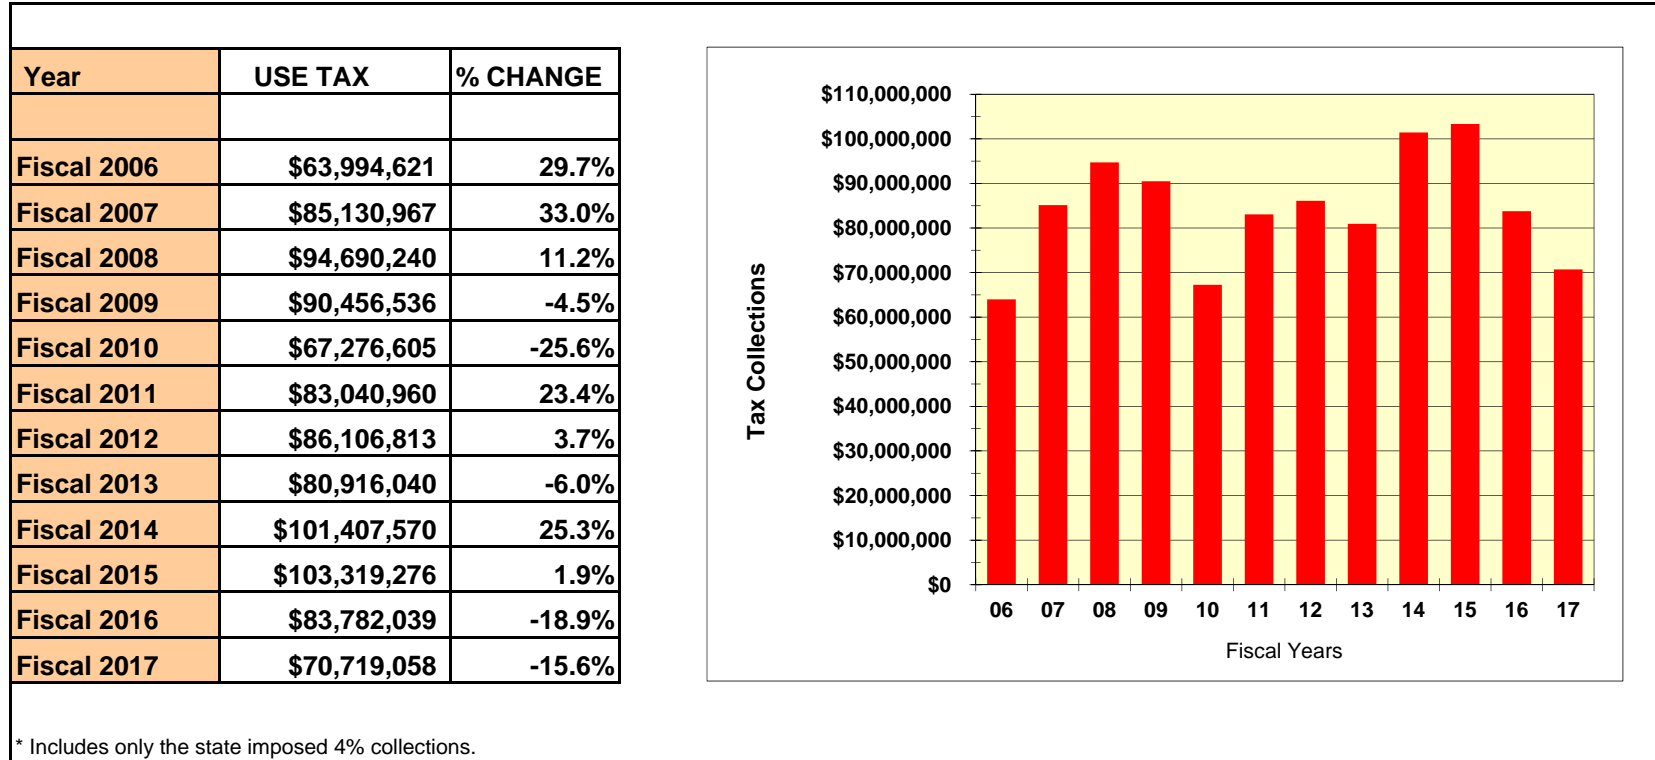 Year USE TAX % CHANGE
Fiscal 2006 $63,994,621 29.7%
Fiscal 2007 $85,130,967 33.0%
Fiscal 2008 $94,690,240 11.2%
Fiscal 2009 $90,456,536 -4.5%
Fiscal 2010 $67,276,605 -25.6%
Fiscal 2011 $83,040,960 23.4%
Fiscal 2012 $86,106,813 3.7%
Fiscal 2013 $80,916,040 -6.0%
Fiscal 2014 $101,407,570 25.3%
Fiscal 2015 $103,319,276 1.9%
Fiscal 2016 $83,782,039 -18.9%
Fiscal 2017 $70,719,058 -15.6%
* Includes only the state imposed 4% collections.
Tax Collections
$110,000,000
$100,000,000
$90,000,000
$80,000,000
$70,000,000
$60,000,000
$50,000,000
$40,000,000
$30,000,000
$20,000,000
$10,000,000
$0
06 07 08 09 10 11 12 13 14 15 16 17
Fiscal Years